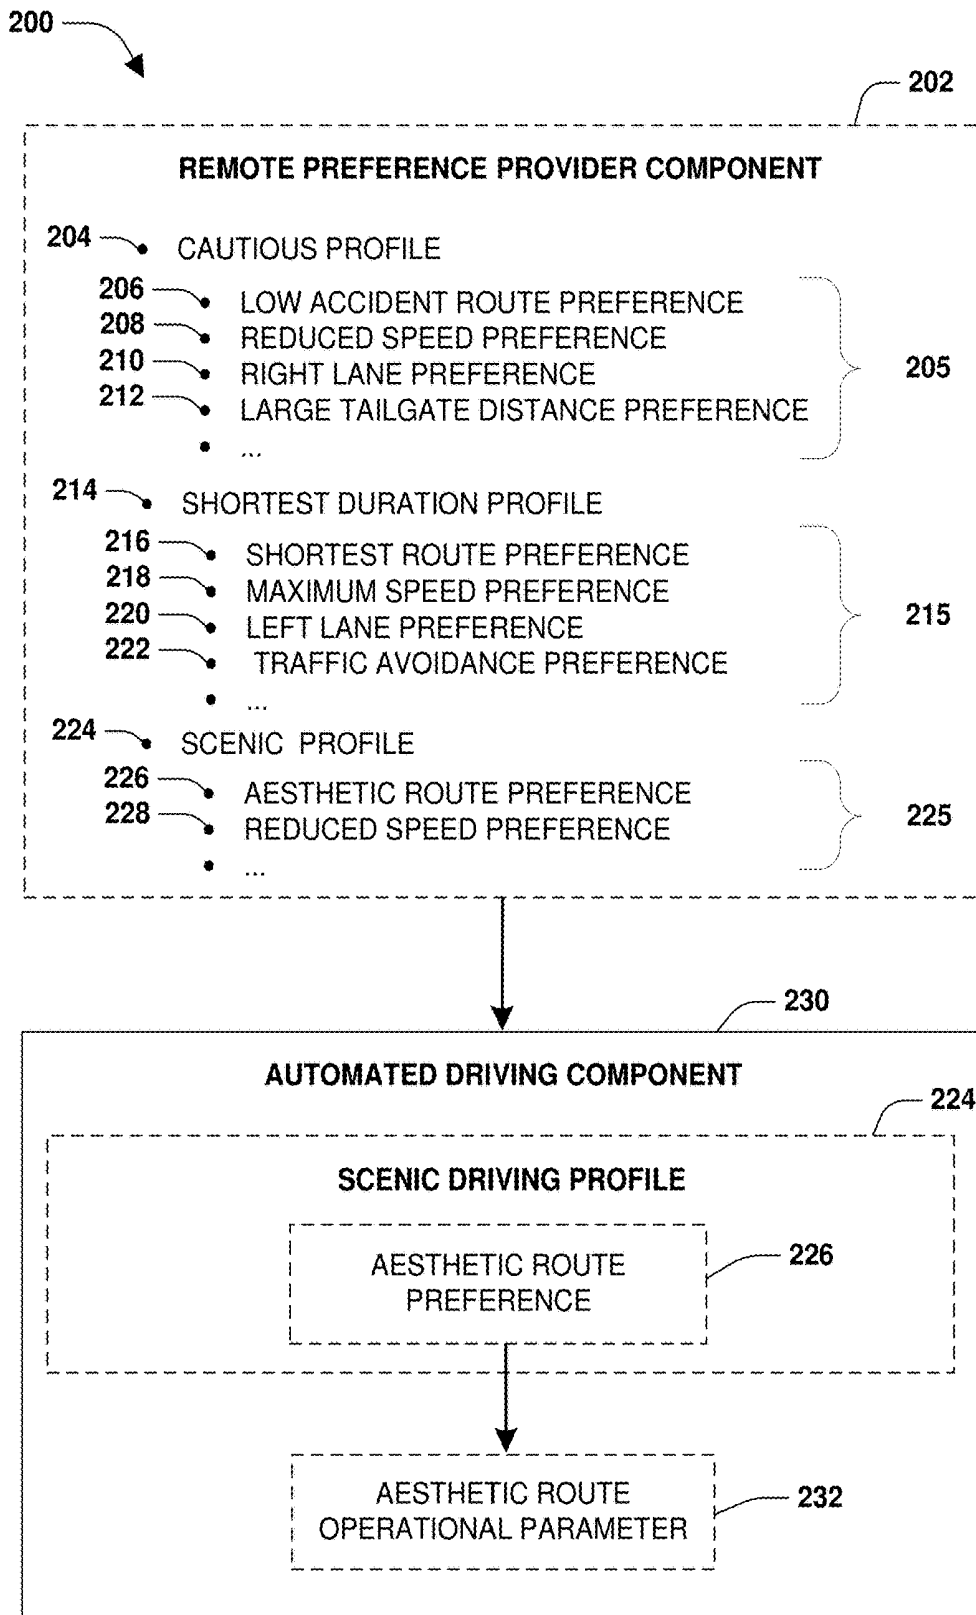 200
202
REMOTE PREFERENCE PROVIDER COMPONENT
204 • CAUTIOUS PROFILE
206 • LOW ACCIDENT ROUTE PREFERENCE
208 • REDUCED SPEED PREFERENCE
210 • RIGHT LANE PREFERENCE
205
212 • LARGE TAILGATE DISTANCE PREFERENCE
• ...
214 • SHORTEST DURATION PROFILE
216 • SHORTEST ROUTE PREFERENCE
218 • MAXIMUM SPEED PREFERENCE
220 • LEFT LANE PREFERENCE
215
222 • TRAFFIC AVOIDANCE PREFERENCE
• ...
224 • SCENIC PROFILE
226 • AESTHETIC ROUTE PREFERENCE
228 • REDUCED SPEED PREFERENCE
225
• ...
230
AUTOMATED DRIVING COMPONENT
224
SCENIC DRIVING PROFILE
AESTHETIC ROUTE
PREFERENCE
226
AESTHETIC ROUTE
OPERATIONAL PARAMETER
232